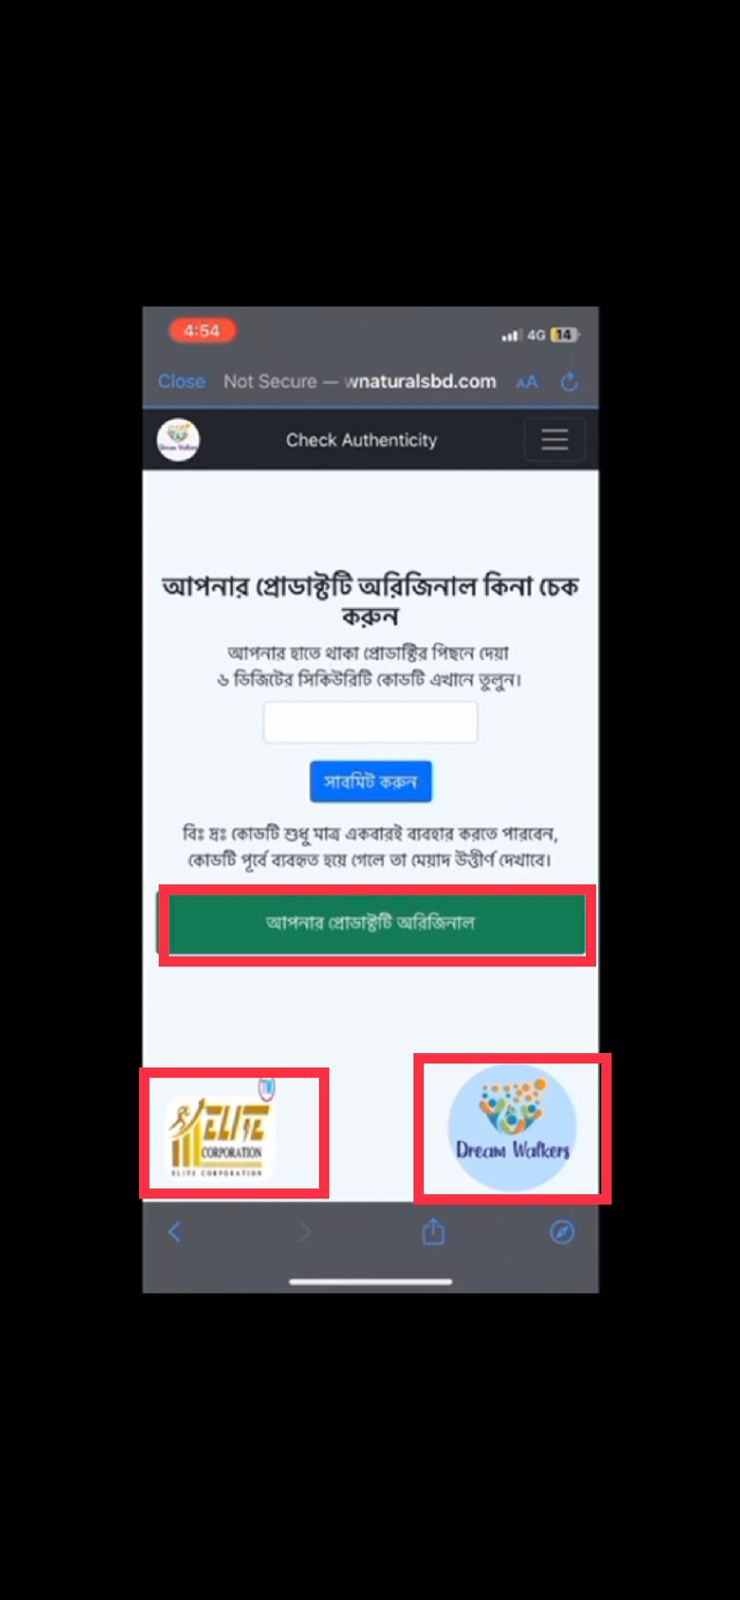 4:54
4G 14
Close Not Secure — wnaturalsbd.com AA
Dream Walkers Check Authenticity
আপনার প্রোডাক্টটি অরিজিনাল কিনা চেক
করুন
আপনার হাতে থাকা প্রোডাক্টির পিছনে দেয়া
৬ ডিজিটের সিকিউরিটি কোডটি এখানে তুলুন।
সাবমিট করুন
বিঃ দ্রঃ কোডটি শুধু মাত্র একবারই ব্যবহার করতে পারবেন,
কোডটি পূর্বে ব্যবহৃত হয়ে গেলে তা মেয়াদ উত্তীর্ণ দেখাবে।
আপনার প্রোডাক্টটি অরিজিনাল
ELITE
CORPORATION
ELITE CORPORATION
Dream Walkers